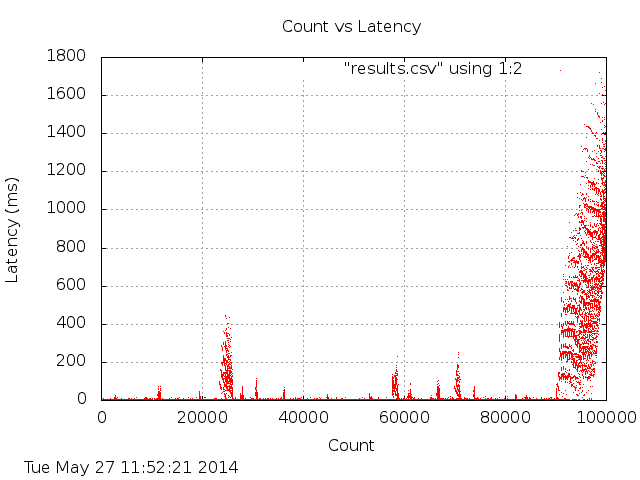 Count vs Latency
"results.csv" using 1:2
1800
1600
1400
1200
1000
800
600
400
200
0
Latency (ms)
0 20000 40000 60000 80000 100000
Count
Tue May 27 11:52:21 2014